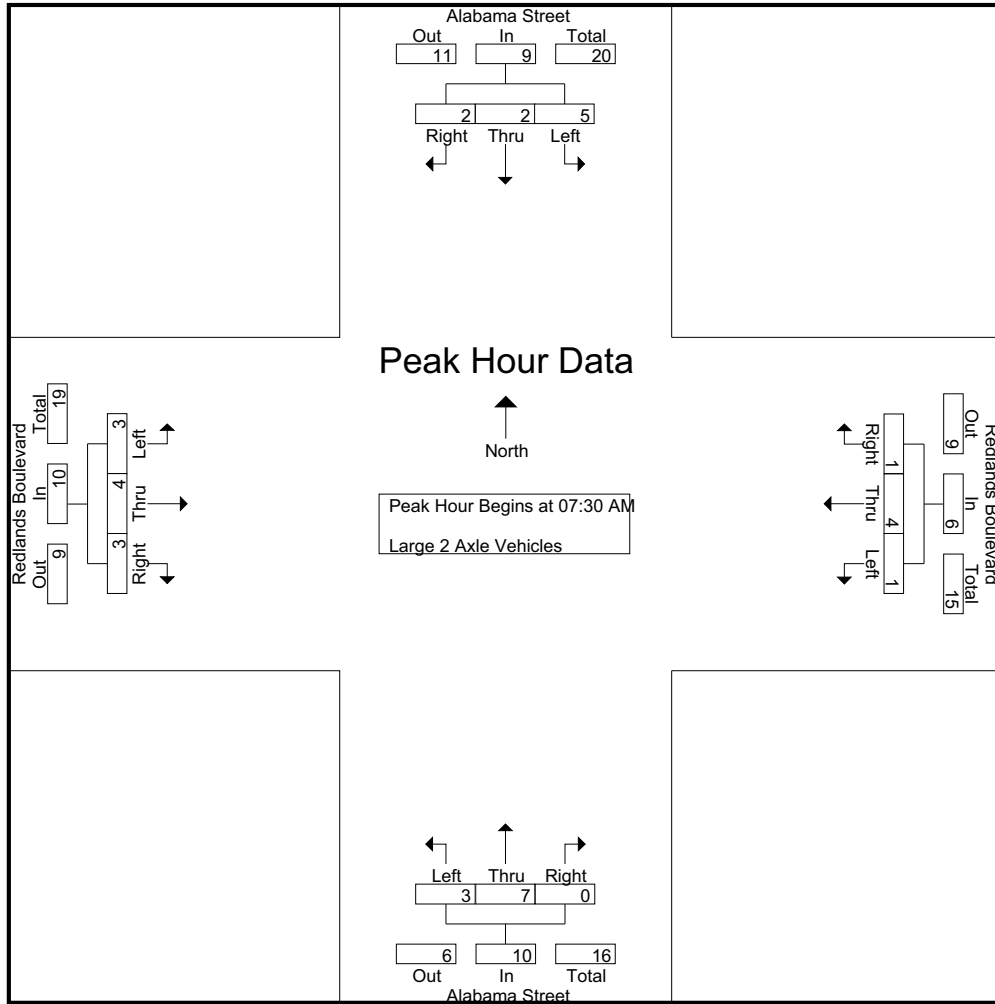 Alabama Street
Out In Total
11 9 20
2 2 5
Right Thru Left
Peak Hour Data
North
Peak Hour Begins at 07:30 AM
Large 2 Axle Vehicles
Redlands Boulevard
Total In Out
19 10 9
3 4 3
Left Thru Right
Redlands Boulevard
Out In Total
9 6 15
1 4 1
Right Thru Left
Left Thru Right
3 7 0
6 10 16
Out In Total
Alabama Street